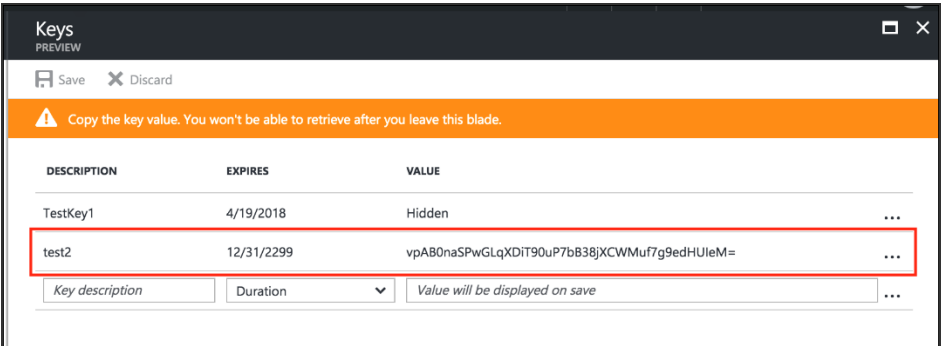 Keys
PREVIEW
Save Discard
Copy the key value. You won't be able to retrieve after you leave this blade.
DESCRIPTION EXPIRES VALUE
TestKey1 4/19/2018 Hidden ...
test2 12/31/2299 vpAB0naSPwGLqXDiT90uP7bB38jXCWMuf7g9edHUIeM= ...
Key description Duration Value will be displayed on save ...